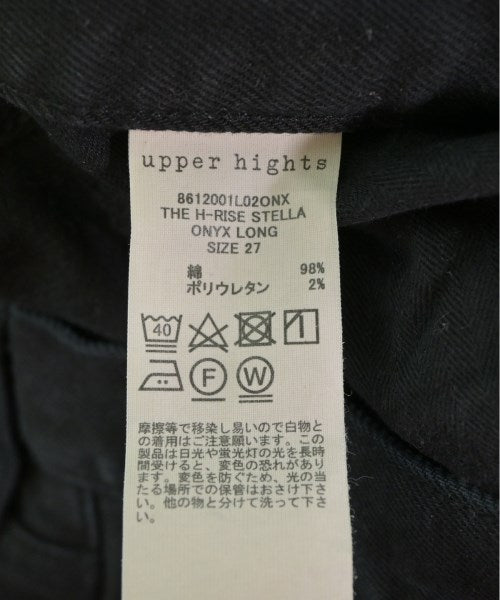 upper hights
8612001L02ONX
THE H-RISE STELLA
ONYX LONG
SIZE 27
綿 98%
ポリウレタン 2%
40
F W
摩擦等で移染し易いので白物と
の着用はご注意願います。この
製品は日光や蛍光灯の光を長時
間受けると、変色の恐れがあり
ます。変色を防ぐため、光の当
たる場所での保管はおさけ下さ
い。他の物と分けて洗って下さ
い。